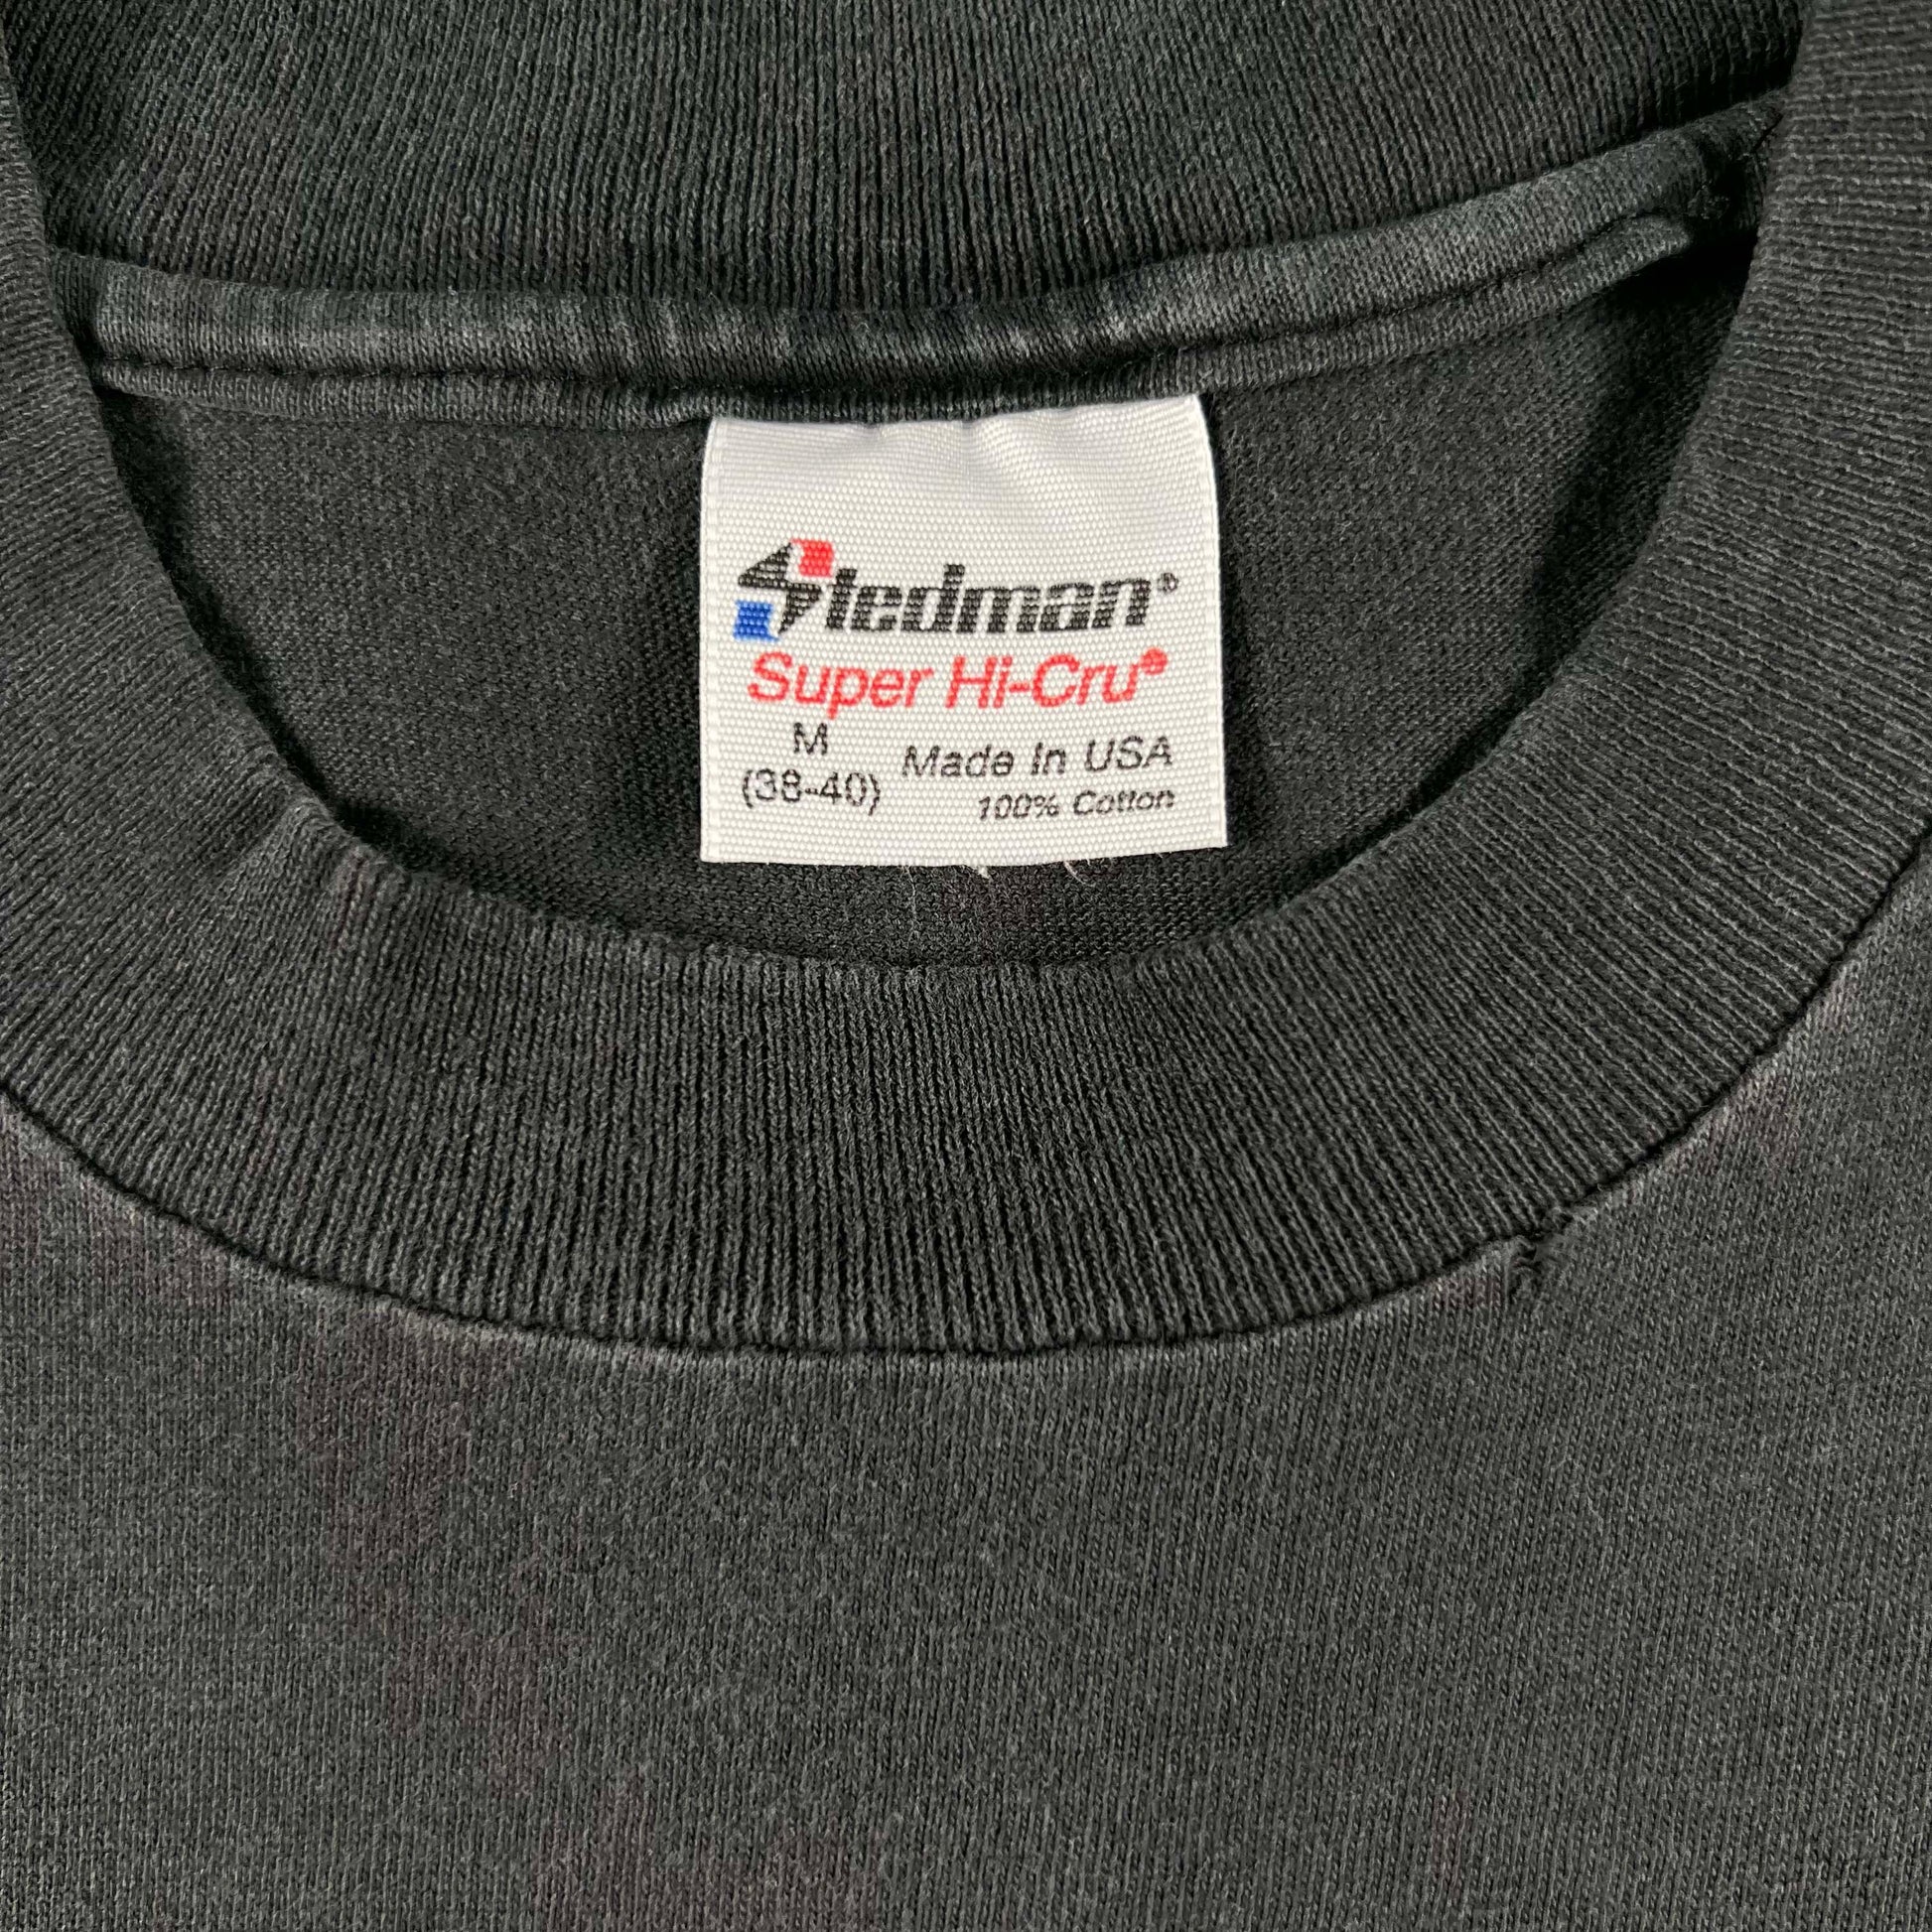 Stedman®
Super Hi-Cru®
M
(38-40)
Made In USA
100% Cotton